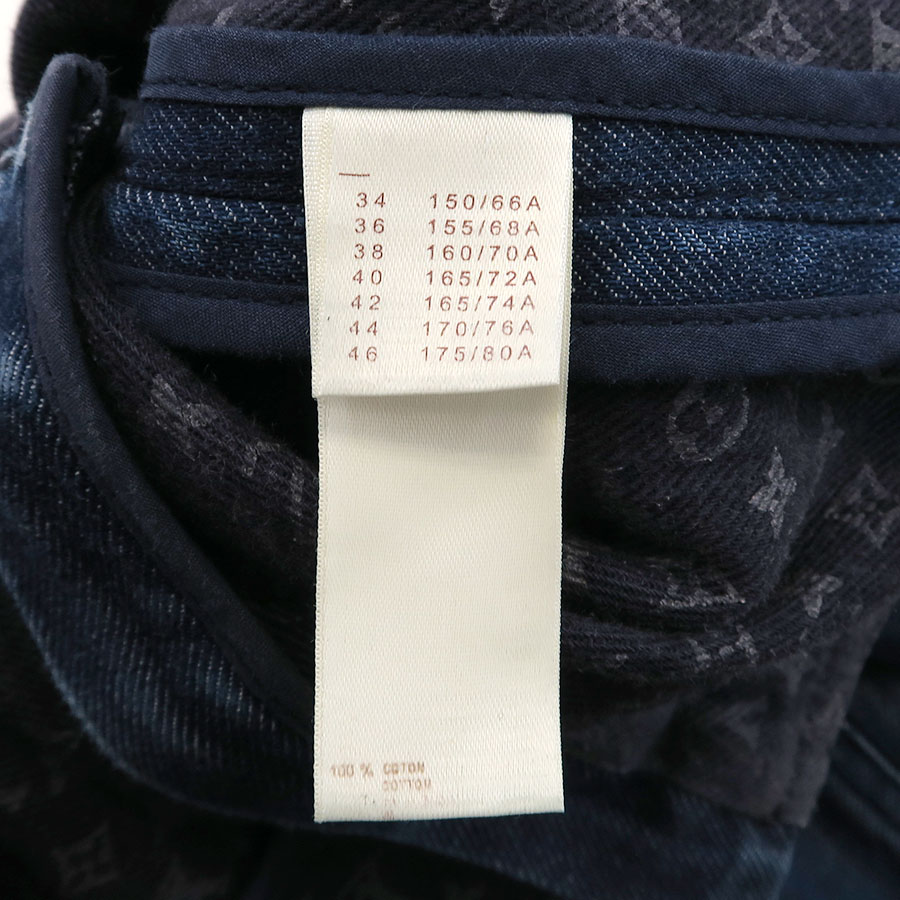 34 150/66A
36 155/68A
38 160/70A
40 165/72A
42 165/74A
44 170/76A
46 175/80A
100 % COTON
COTTON